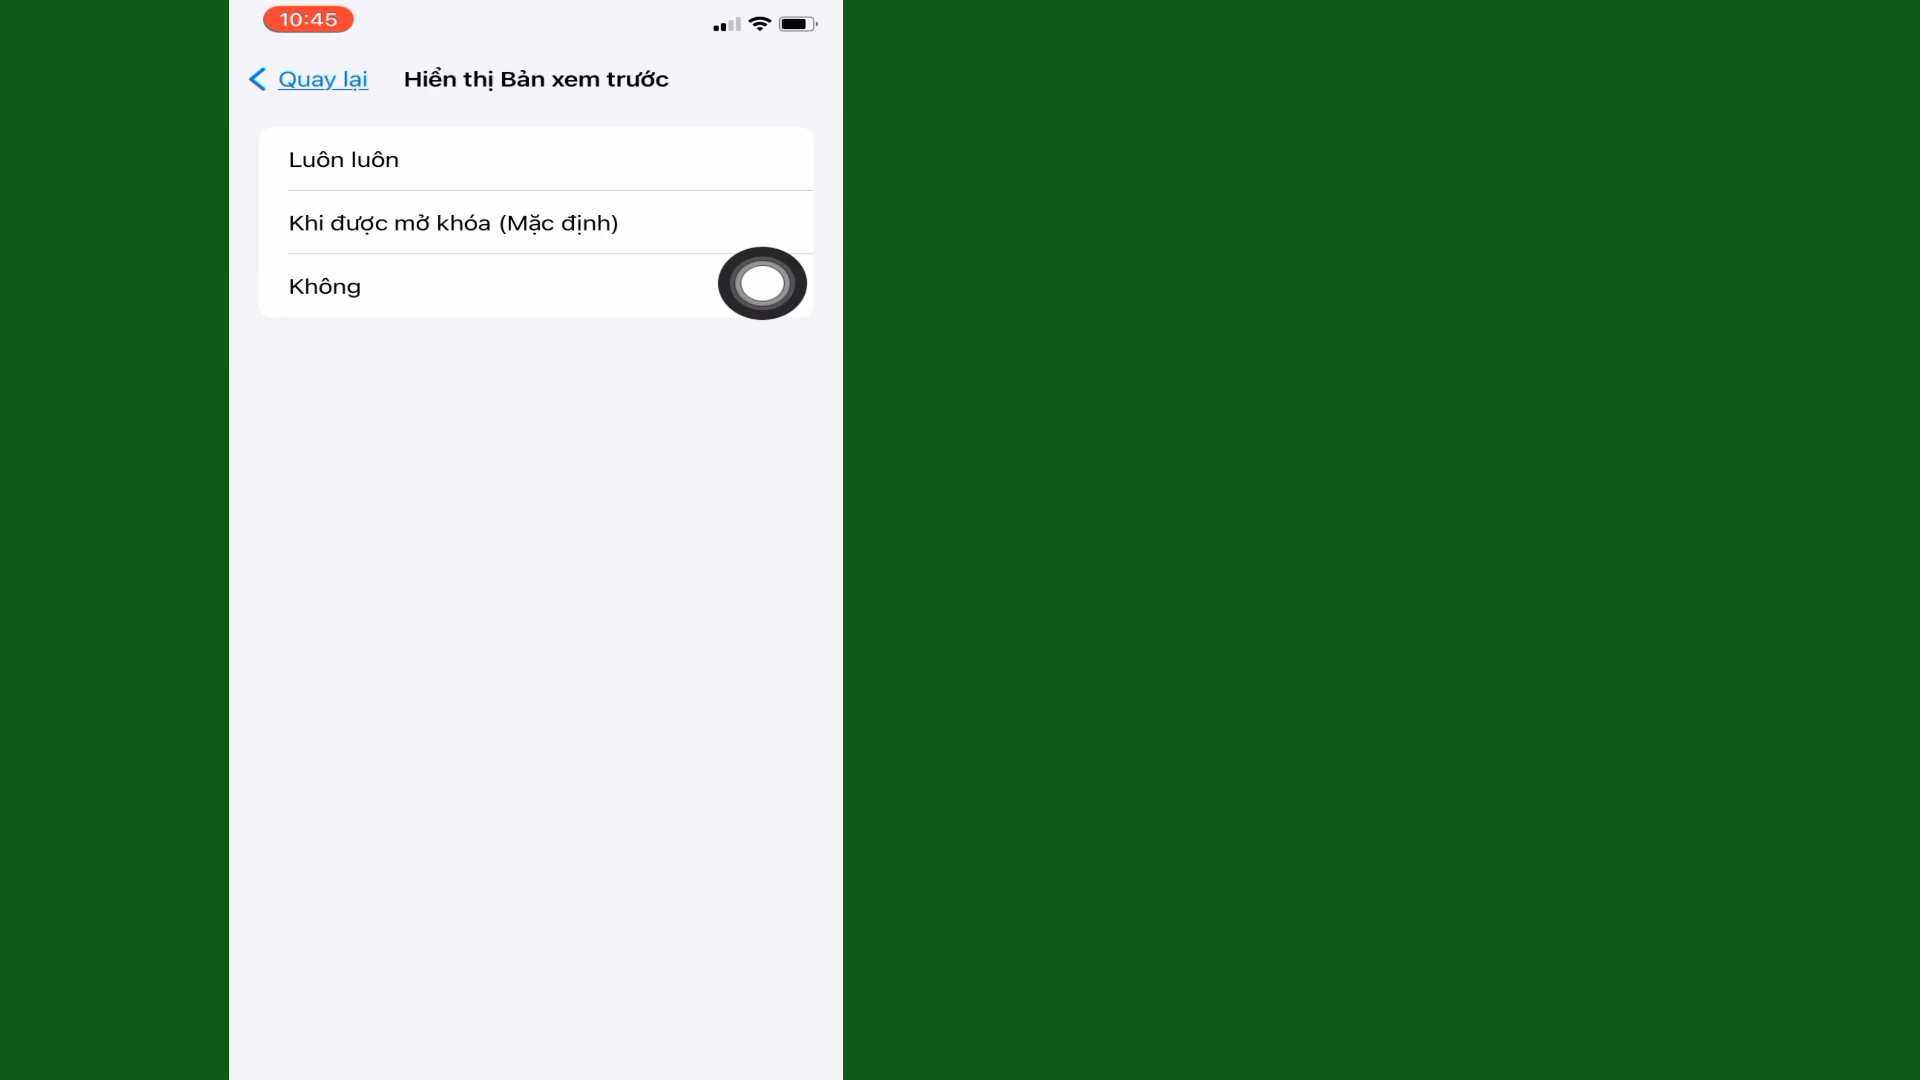 10:45
Quay lại
Hiển thị Bản xem trước
Luôn luôn
Khi được mở khóa (Mặc định)
Không